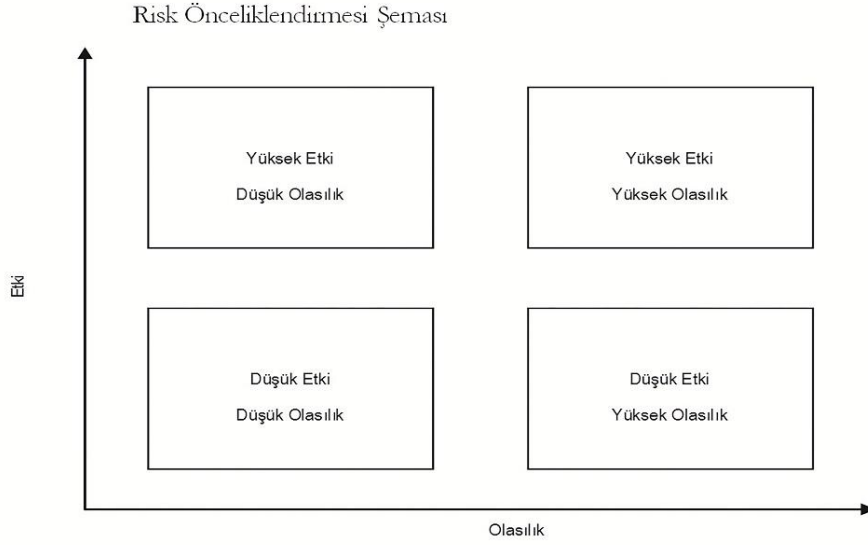 Risk Önceliklendirmesi Şeması
Yüksek Etki
Düşük Olasılık
Yüksek Etki
Yüksek Olasılık
Etki
Düşük Etki
Düşük Olasılık
Düşük Etki
Yüksek Olasılık
Olasılık